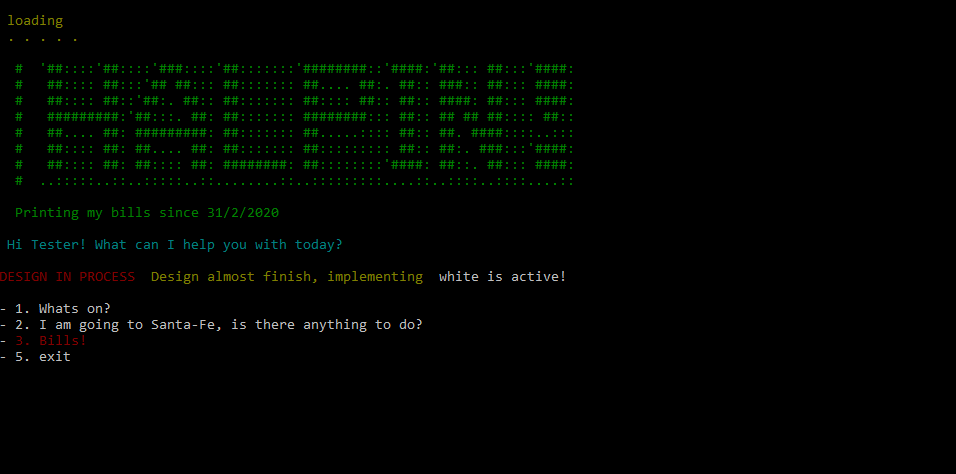 loading
. . . . .
#  '##::::'##::::'###::::'##:::::::'########::'####:'##::: ##:::'####:
#   ##:::: ##:::'## ##::: ##::::::: ##.... ##:. ##:: ###:: ##::: ####:
#   ##:::: ##::'##:. ##:: ##::::::: ##:::: ##:: ##:: ####: ##::: ####:
#   #########:'##:::. ##: ##::::::: ########::: ##:: ## ## ##:::: ##::
#   ##.... ##: #########: ##::::::: ##.....:::: ##:: ##. ####::::..:::
#   ##:::: ##: ##.... ##: ##::::::: ##::::::::: ##:: ##:. ###:::'####:
#   ##:::: ##: ##:::: ##: ########: ##:::::::::'####: ##::. ##::: ####:
#  ..:::::..::..:::::..::........::..::::::::::....::..::::..::::....::
Printing my bills since 31/2/2020
Hi Tester! What can I help you with today?
DESIGN IN PROCESS  Design almost finish, implementing  white is active!
- 1. Whats on?
- 2. I am going to Santa-Fe, is there anything to do?
- 3. Bills!
- 5. exit